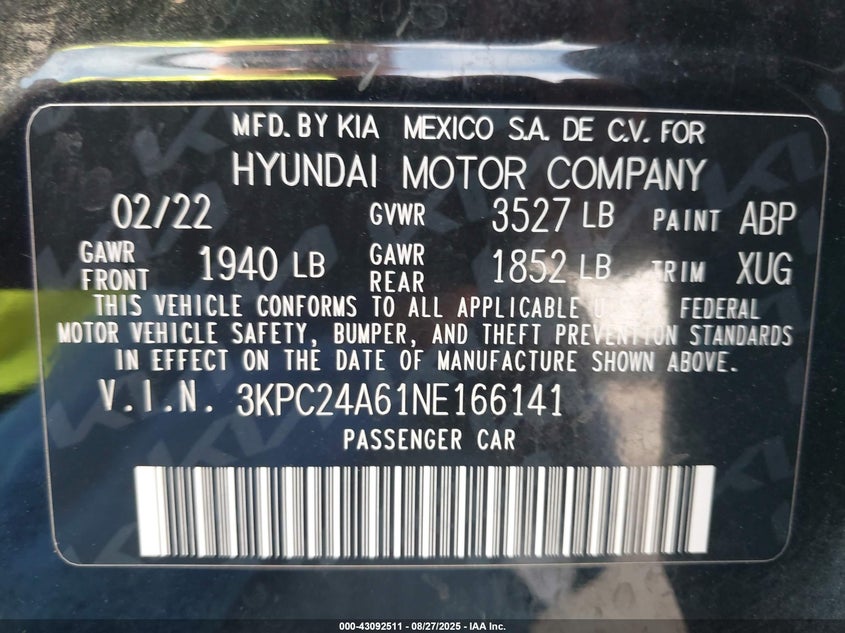 MFD. BY KIA MEXICO S.A. DE C.V. FOR
HYUNDAI MOTOR COMPANY
02/22 GVWR 3527 LB PAINT ABP
GAWR FRONT 1940 LB GAWR REAR 1852 LB TRIM XUG
THIS VEHICLE CONFORMS TO ALL APPLICABLE FEDERAL
MOTOR VEHICLE SAFETY, BUMPER, AND THEFT PREVENTION STANDARDS
IN EFFECT ON THE DATE OF MANUFACTURE SHOWN ABOVE.
V.I.N. 3KPC24A61NE166141
PASSENGER CAR
000-43092511 - 08/27/2025 - IAA Inc.